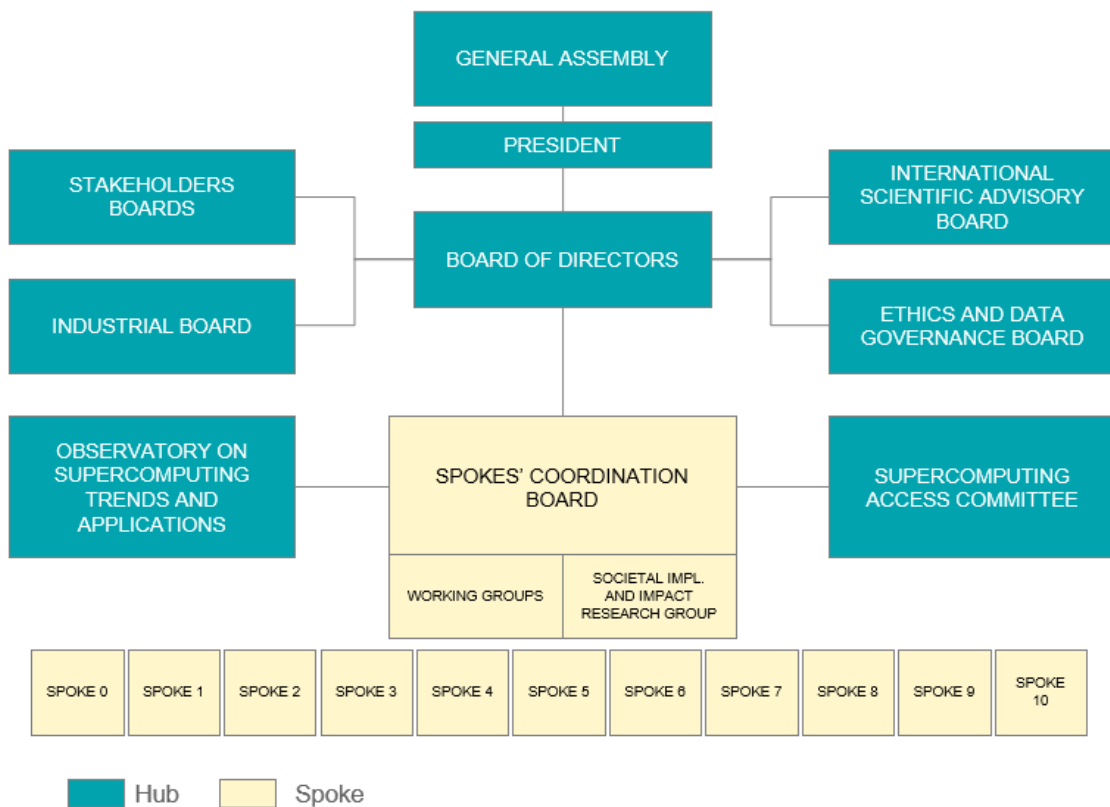 GENERAL ASSEMBLY
PRESIDENT
STAKEHOLDERS
BOARDS
INTERNATIONAL
SCIENTIFIC ADVISORY
BOARD
BOARD OF DIRECTORS
INDUSTRIAL BOARD
ETHICS AND DATA
GOVERNANCE BOARD
OBSERVATORY ON
SUPERCOMPUTING
TRENDS AND
APPLICATIONS
SPOKES’ COORDINATION
BOARD
SUPERCOMPUTING
ACCESS COMMITTEE
WORKING GROUPS
SOCIETAL IMPL.
AND IMPACT
RESEARCH GROUP
SPOKE 0
SPOKE 1
SPOKE 2
SPOKE 3
SPOKE 4
SPOKE 5
SPOKE 6
SPOKE 7
SPOKE 8
SPOKE 9
SPOKE
10
Hub
Spoke